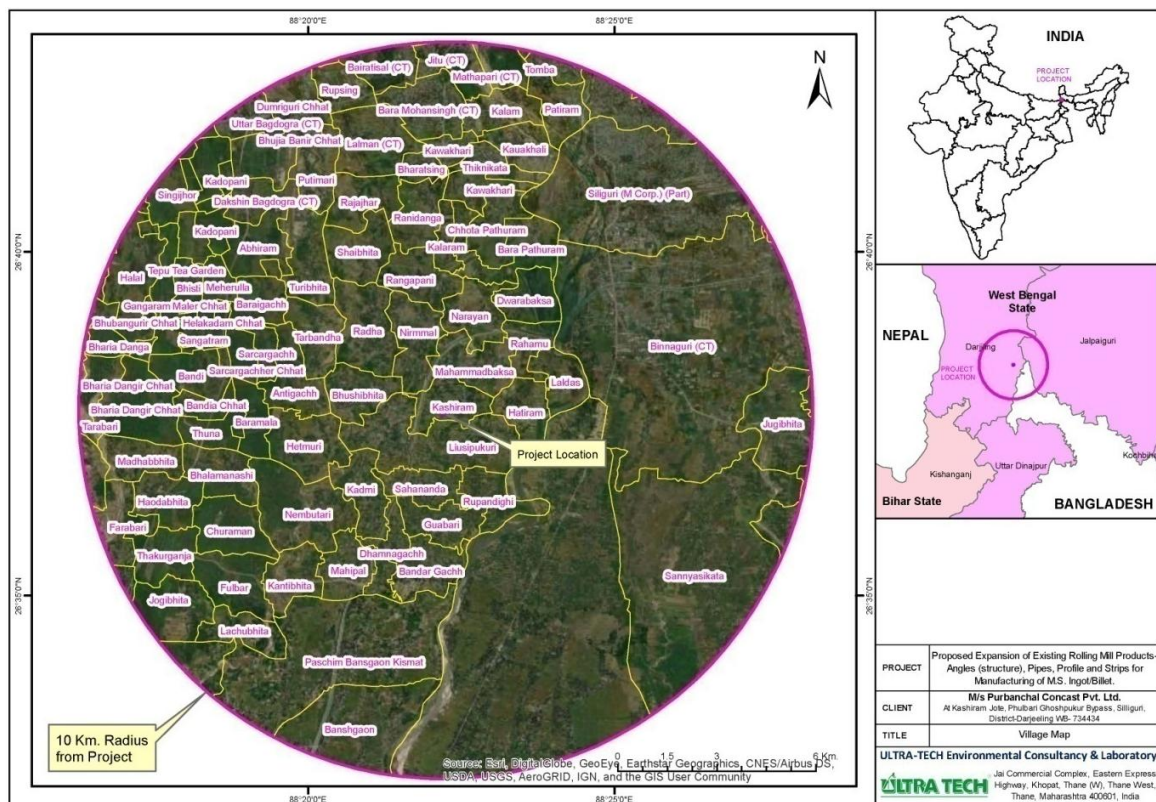 88°20'0"E
88°25'0"E
26°40'0"N
26°35'0"N
26°40'0"N
26°35'0"N
N
Jitu (CT)
Bairatisal (CT)
Tomba
Mathapari (CT)
Rupsing
Dumriguri Chhat
Bara Mohansingh (CT)
Kalam
Patiram
Uttar Bagdogra (CT)
Bhujia Banir Chhat
Lalman (CT)
Kawakhari
Kauakhali
Bharatsing
Thiknikata
Kadopani
Putimari
Kawakhari
Singijhor
Siliguri (M Corp.) (Part)
Dakshin Bagdogra (CT)
Rajajhar
Ranidanga
Kadopani
Chhota Pathuram
Abhiram
Shaibhita
Kalaram
Bara Pathuram
Tepu Tea Garden
Halal
Rangapani
Bhisti
Meherulla
Turibhita
Gangaram Maler Chhat
Baraigachh
Dwarabaksa
Narayan
Bhubangurir Chhat
Helakadam Chhat
Radha
Nirmmal
Sangatram
Tarbandha
Rahamu
Bharia Danga
Binnaguri (CT)
Sarcargachh
Sarcargachher Chhat
Mahammadbaksa
Bandi
Laldas
Bharia Dangir Chhat
Antigachh
Bhushibhita
Bandia Chhat
Kashiram
Hatiram
Bharia Dangir Chhat
Baramala
Tarabari
Thuna
Jugibhita
Hetmuri
Liusipukuri
Project Location
Madhabbhita
Bhalamanashi
Kadmi
Sahananda
Haodabhita
Rupandighi
Nembutari
Guabari
Farabari
Churaman
Thakurganja
Dhamnagachh
Mahipal
Bandar Gachh
Sannyasikata
Fulbar
Kantibhita
Jogibhita
Lachubhita
Paschim Bansgaon Kismat
Banshgaon
10 Km. Radius
from Project
0 1 2 3 4 6 Km
Source: Esri, DigitalGlobe, GeoEye, Earthstar Geographics, CNES/Airbus DS,
USDA, USGS, AeroGRID, IGN, and the GIS User Community
INDIA
PROJECT
LOCATION
West Bengal
State
NEPAL
Darjiling
Jalpaiguri
PROJECT
LOCATION
Kishanganj
Uttar Dinajpur
Bihar State
BANGLADESH
PROJECT
Proposed Expansion of Existing Rolling Mill Products-
Angles (structure), Pipes, Profile and Strips for
Manufacturing of M.S. Ingot/Billet.
CLIENT
M/s Purbanchal Concast Pvt. Ltd.
At Kashiram Jote, Phulbari Ghoshpukur Bypass, Silliguri,
District-Darjeeling WB- 734434
TITLE
Village Map
ULTRA-TECH Environmental Consultancy & Laboratory
ULTRA TECH
Jai Commercial Complex, Eastern Express
Highway, Khopat, Thane (W), Thane West,
Thane, Maharashtra 400601, India